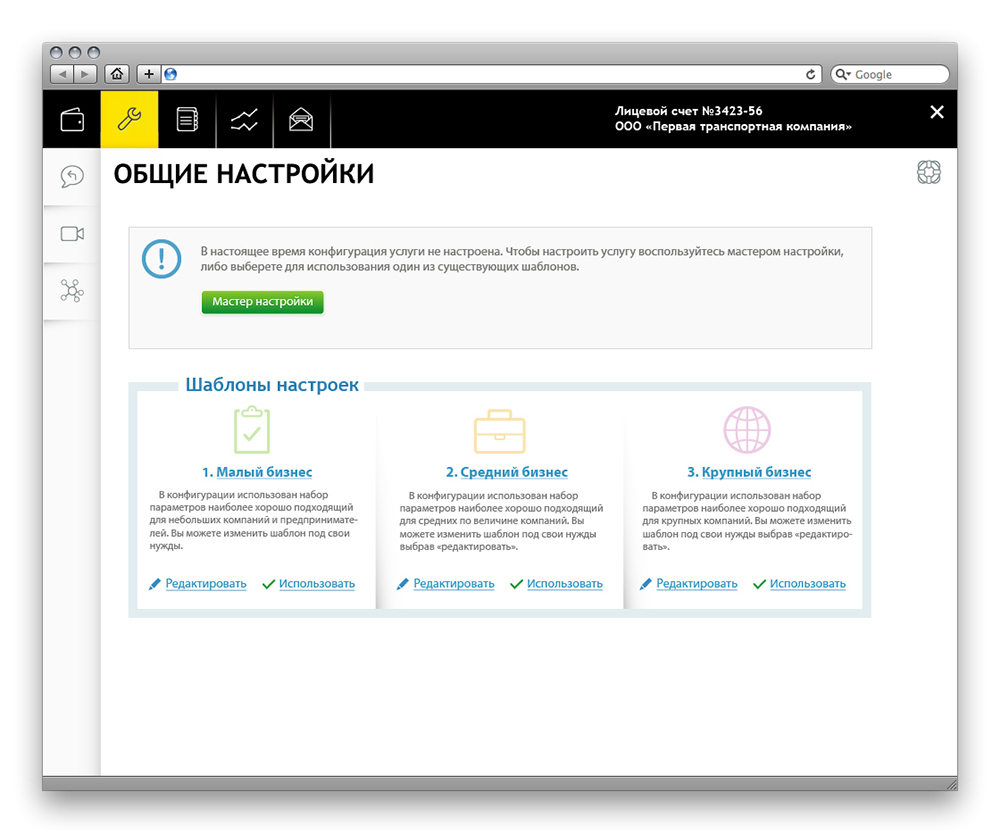 Google
Лицевой счет №3423-56
ООО «Первая транспортная компания»
ОБЩИЕ НАСТРОЙКИ
В настоящее время конфигурация услуги не настроена. Чтобы настроить услугу воспользуйтесь мастером настройки,
либо выберете для использования один из существующих шаблонов.
Мастер настройки
Шаблоны настроек
1. Малый бизнес
В конфигурации использован набор
параметров наиболее хорошо подходящий
для небольших компаний и предпринимате-
лей. Вы можете изменить шаблон под свои
нужды.
Редактировать
Использовать
2. Средний бизнес
В конфигурации использован набор
параметров наиболее хорошо подходящий
для средних по величине компаний. Вы
можете изменить шаблон под свои нужды
выбрав «редактировать».
Редактировать
Использовать
3. Крупный бизнес
В конфигурации использован набор
параметров наиболее хорошо подходящий
для крупных компаний. Вы можете изменить
шаблон под свои нужды выбрав «редактиро-
вать».
Редактировать
Использовать